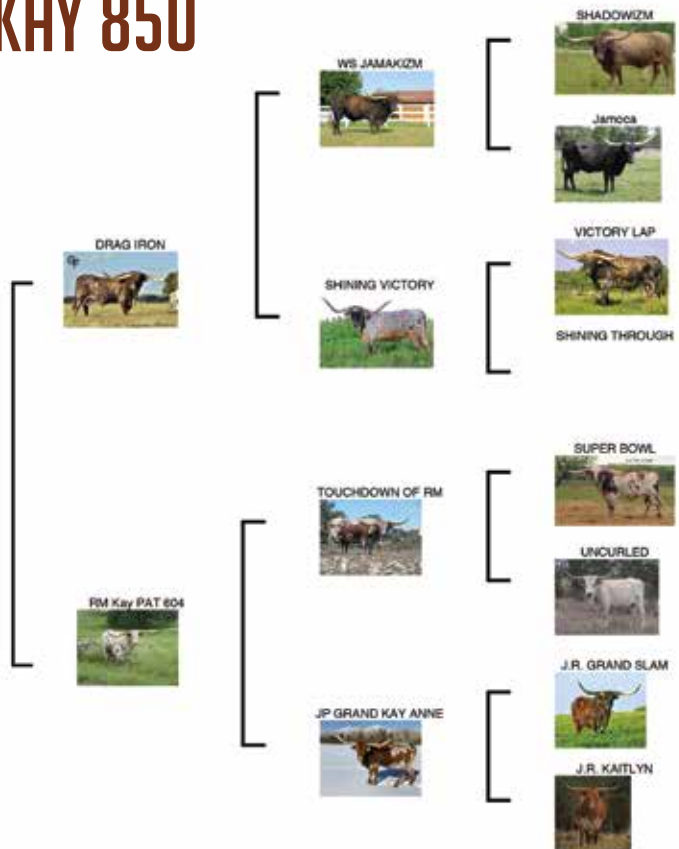 KAY 850
SHADOWIZM
WS JAMAKIZM
Jamoca
DRAG IRON
VICTORY LAP
SHINING VICTORY
SHINING THROUGH
SUPER BOWL
TOUCHDOWN OF RM
UNCURLED
RM Kay PAT 604
J.R. GRAND SLAM
JP GRAND KAY ANNE
J.R. KAITLYN